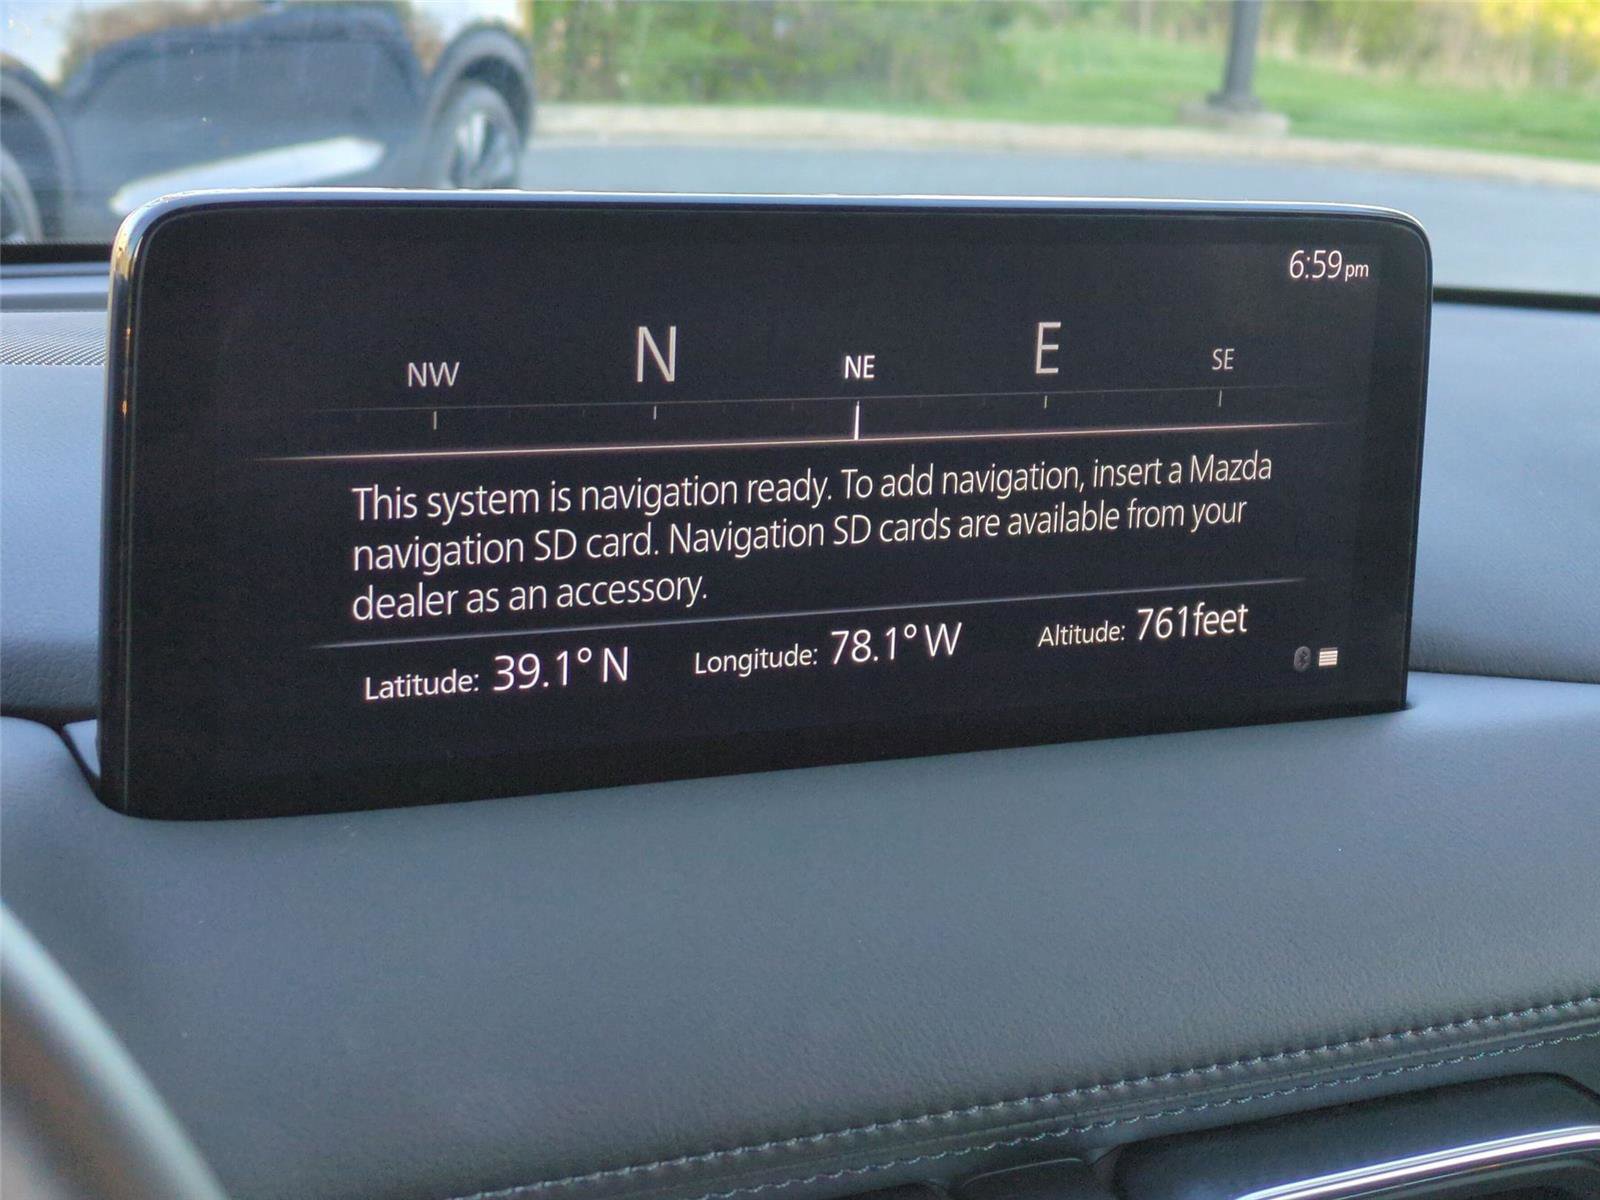 6:59pm
NW N NE E SE
This system is navigation ready. To add navigation, insert a Mazda
navigation SD card. Navigation SD cards are available from your
dealer as an accessory.
Latitude: 39.1° N Longitude: 78.1° W Altitude: 761feet